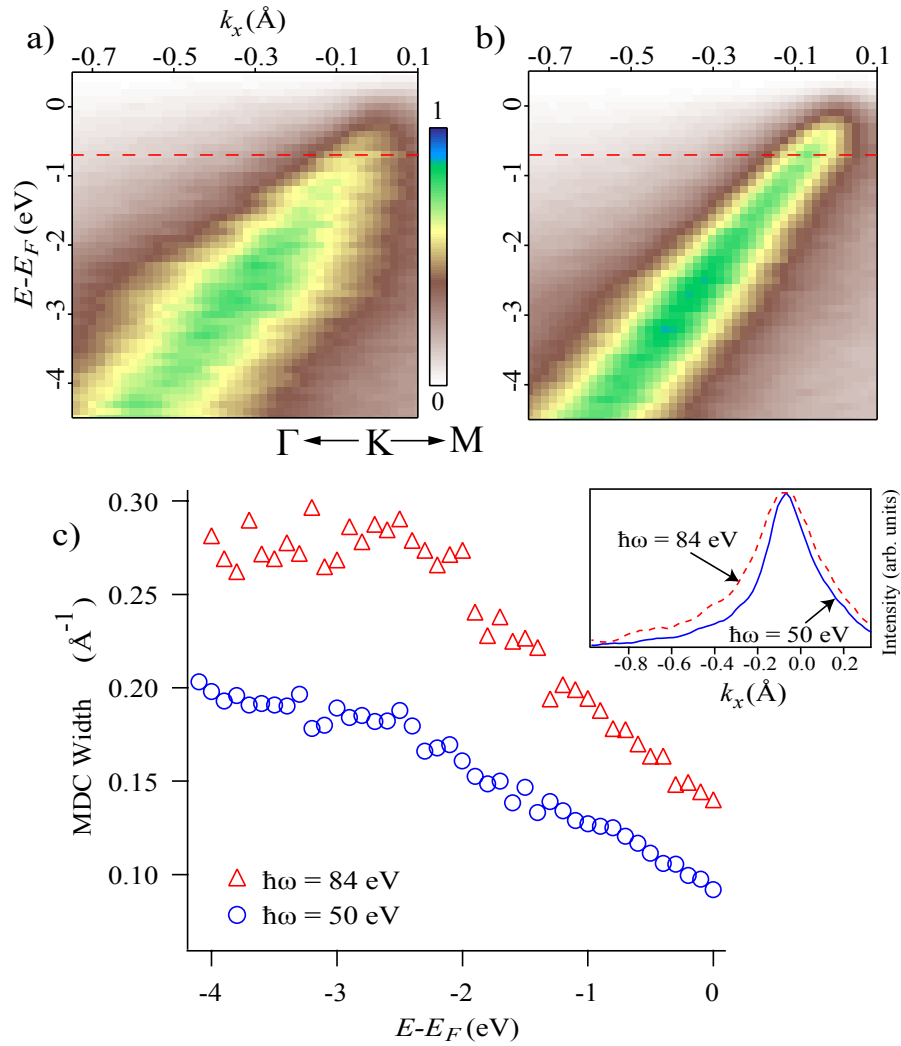 a)
k_x (Å)
-0.7 -0.5 -0.3 -0.1 0.1
E-E_F (eV)
0
-1
-2
-3
-4
1
0
b)
-0.7 -0.5 -0.3 -0.1 0.1
0
-1
-2
-3
-4
Γ K M
c)
MDC Width (Å⁻¹)
0.30
0.25
0.20
0.15
0.10
ħω = 84 eV
ħω = 50 eV
-4 -3 -2 -1 0
E-E_F (eV)
ħω = 84 eV
ħω = 50 eV
Intensity (arb. units)
-0.8 -0.4 0.0 0.2
k_x (Å)